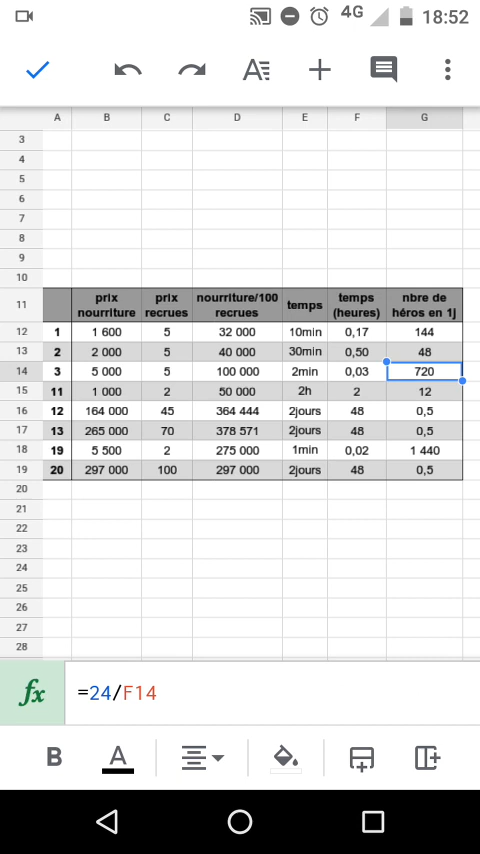 4G 18:52
A B C D E F G
3
4
5
6
7
8
9
10
11 prix nourriture prix recrues nourriture/100 recrues temps temps (heures) nbre de héros en 1j
12 1 1 600 5 32 000 10min 0,17 144
13 2 2 000 5 40 000 30min 0,50 48
14 3 5 000 5 100 000 2min 0,03 720
15 11 1 000 2 50 000 2h 2 12
16 12 164 000 45 364 444 2jours 48 0,5
17 13 265 000 70 378 571 2jours 48 0,5
18 19 5 500 2 275 000 1min 0,02 1 440
19 20 297 000 100 297 000 2jours 48 0,5
20
21
22
23
24
25
26
27
28
fx =24/F14
B A